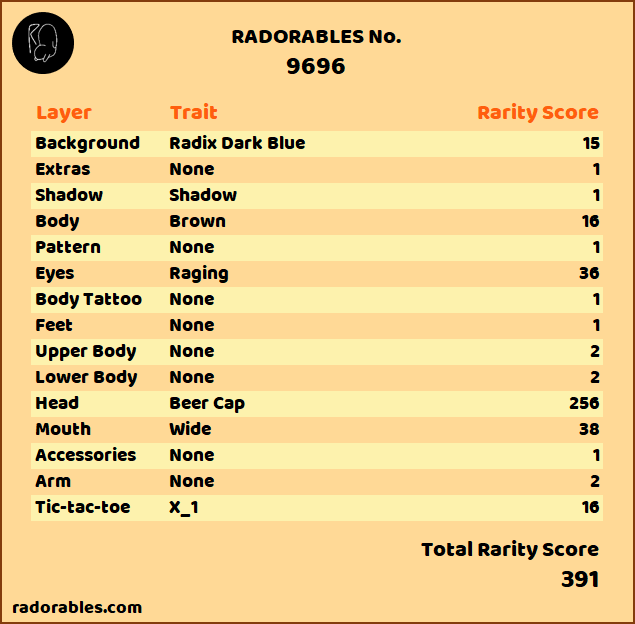 RADORABLES No.
9696
Layer Trait Rarity Score
Background Radix Dark Blue 15
Extras None 1
Shadow Shadow 1
Body Brown 16
Pattern None 1
Eyes Raging 36
Body Tattoo None 1
Feet None 1
Upper Body None 2
Lower Body None 2
Head Beer Cap 256
Mouth Wide 38
Accessories None 1
Arm None 2
Tic-tac-toe X_1 16
Total Rarity Score
391
radorables.com